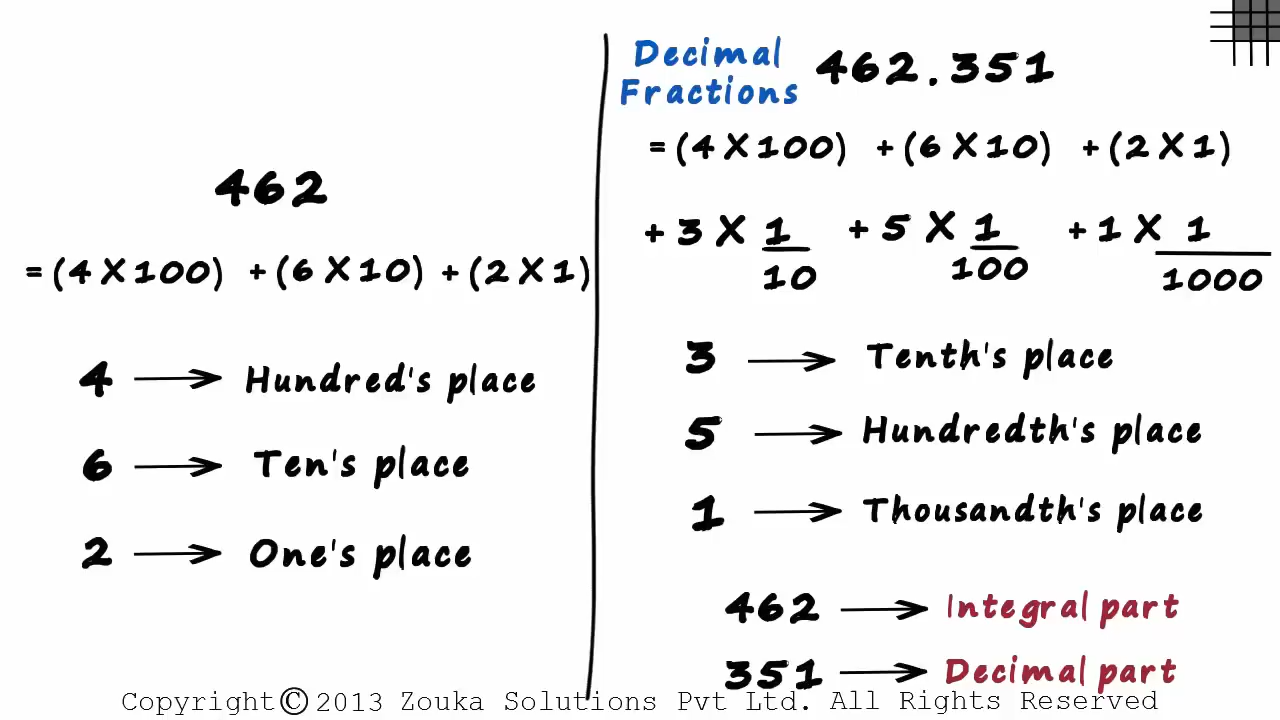 462
= (4 X 100) + (6 X 10) + (2 X 1)
4 → Hundred's place
6 → Ten's place
2 → One's place
Decimal Fractions 462.351
= (4 X 100) + (6 X 10) + (2 X 1)
+ 3 X 1/10 + 5 X 1/100 + 1 X 1/1000
3 → Tenth's place
5 → Hundredth's place
1 → Thousandth's place
462 → Integral part
351 → Decimal part
Copyright © 2013 Zouka Solutions Pvt Ltd. All Rights Reserved